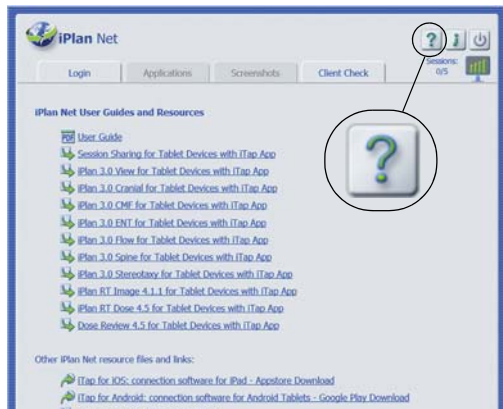 iPlan Net
?
i
Login
Applications
Screenshots
Client Check
Sessions:
0/5
iPlan Net User Guides and Resources
?
PDF User Guide
Session Sharing for Tablet Devices with iTap App
iPlan 3.0 View for Tablet Devices with iTap App
iPlan 3.0 Cranial for Tablet Devices with iTap App
iPlan 3.0 CMF for Tablet Devices with iTap App
iPlan 3.0 ENT for Tablet Devices with iTap App
iPlan 3.0 Flow for Tablet Devices with iTap App
iPlan 3.0 Spine for Tablet Devices with iTap App
iPlan 3.0 Stereotaxy for Tablet Devices with iTap App
iPlan RT Image 4.1.1 for Tablet Devices with iTap App
iPlan RT Dose 4.5 for Tablet Devices with iTap App
Dose Review 4.5 for Tablet Devices with iTap App
Other iPlan Net resource files and links:
iTap for iOS: connection software for iPad - Appstore Download
iTap for Android: connection software for Android Tablets - Google Play Download